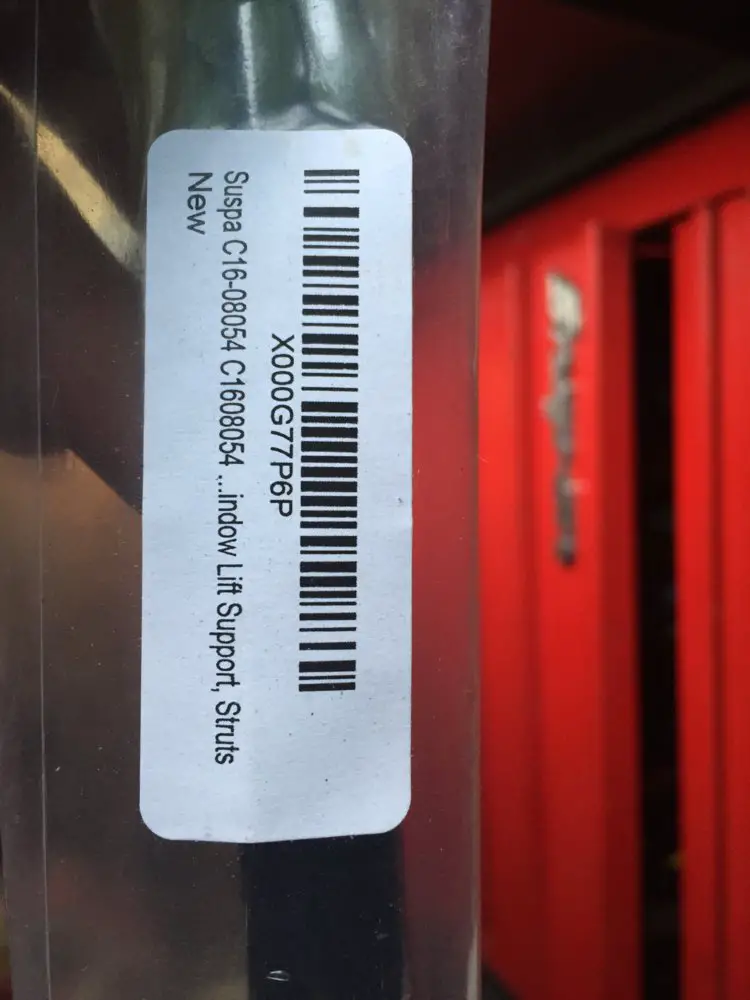 X000G77P6P
Suspa C16-08054 C1608054 ...indow Lift Support, Struts
New